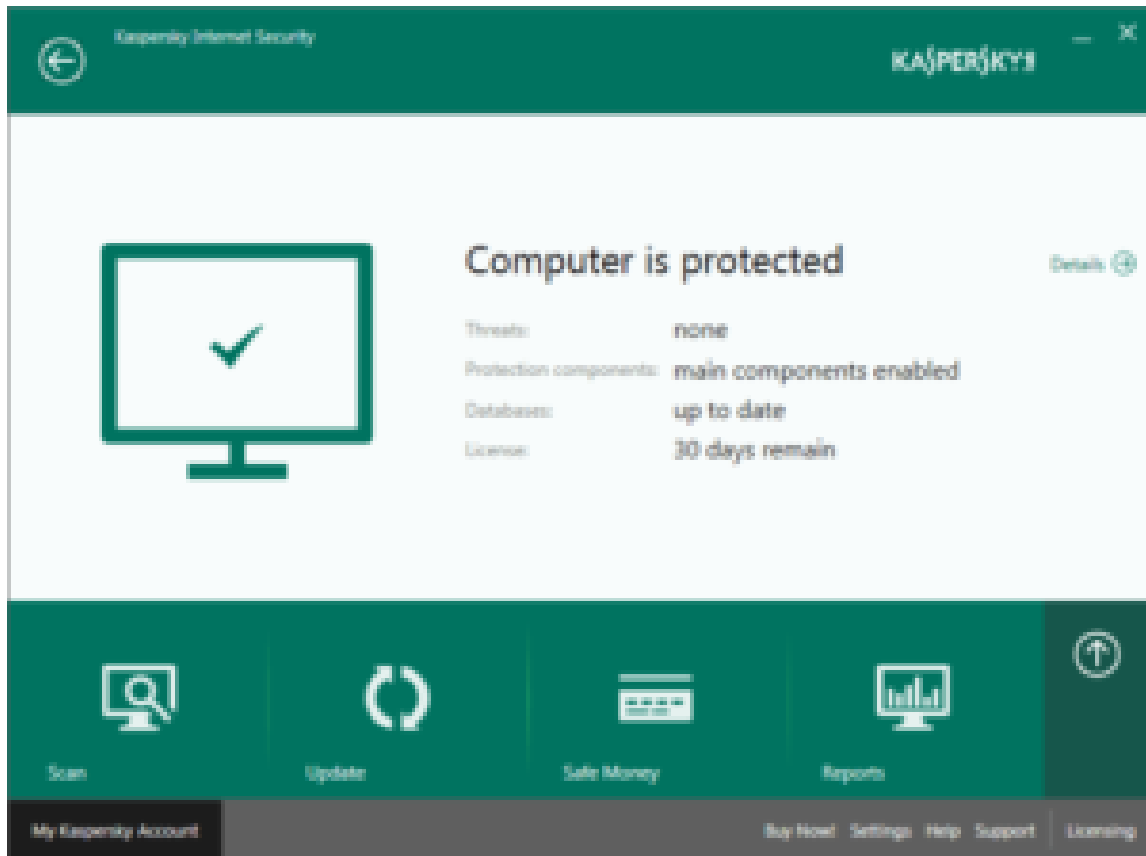 Kaspersky Internet Security
KASPERSKY
Computer is protected
Details
Threats: none
Protection components: main components enabled
Databases: up to date
License: 30 days remain
Scan
Update
Safe Money
Reports
My Kaspersky Account
Buy Now! Settings Help Support Licensing